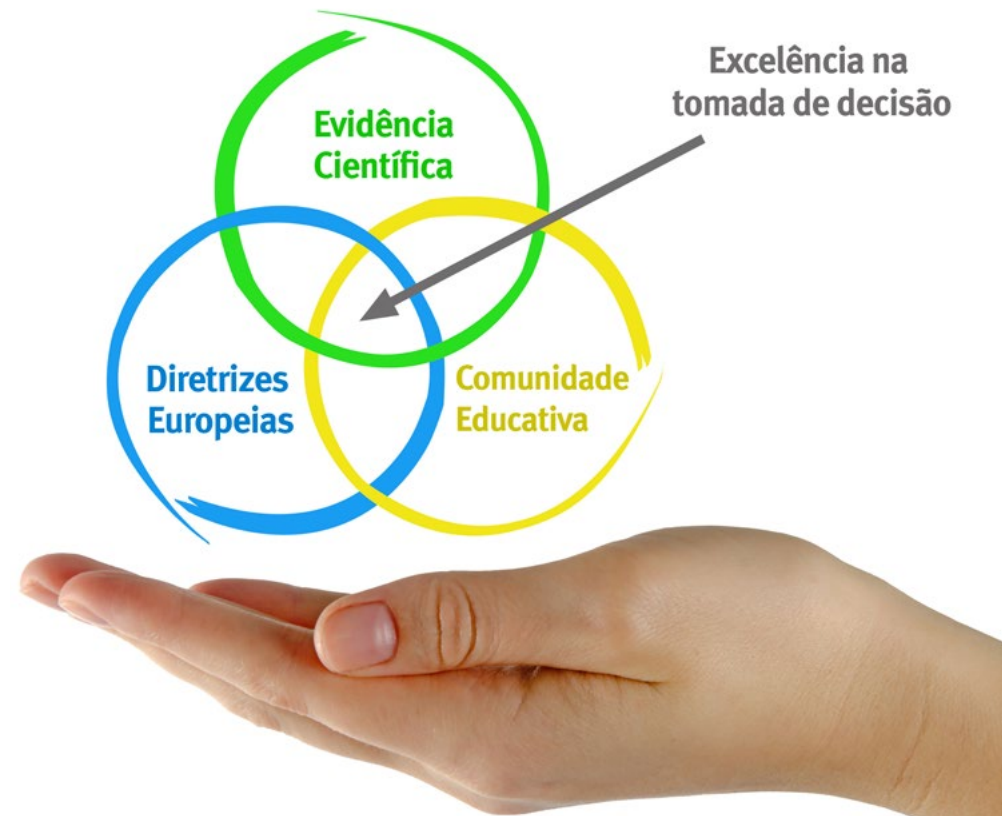 Excelência na
tomada de decisão
Evidência
Científica
Diretrizes
Europeias
Comunidade
Educativa